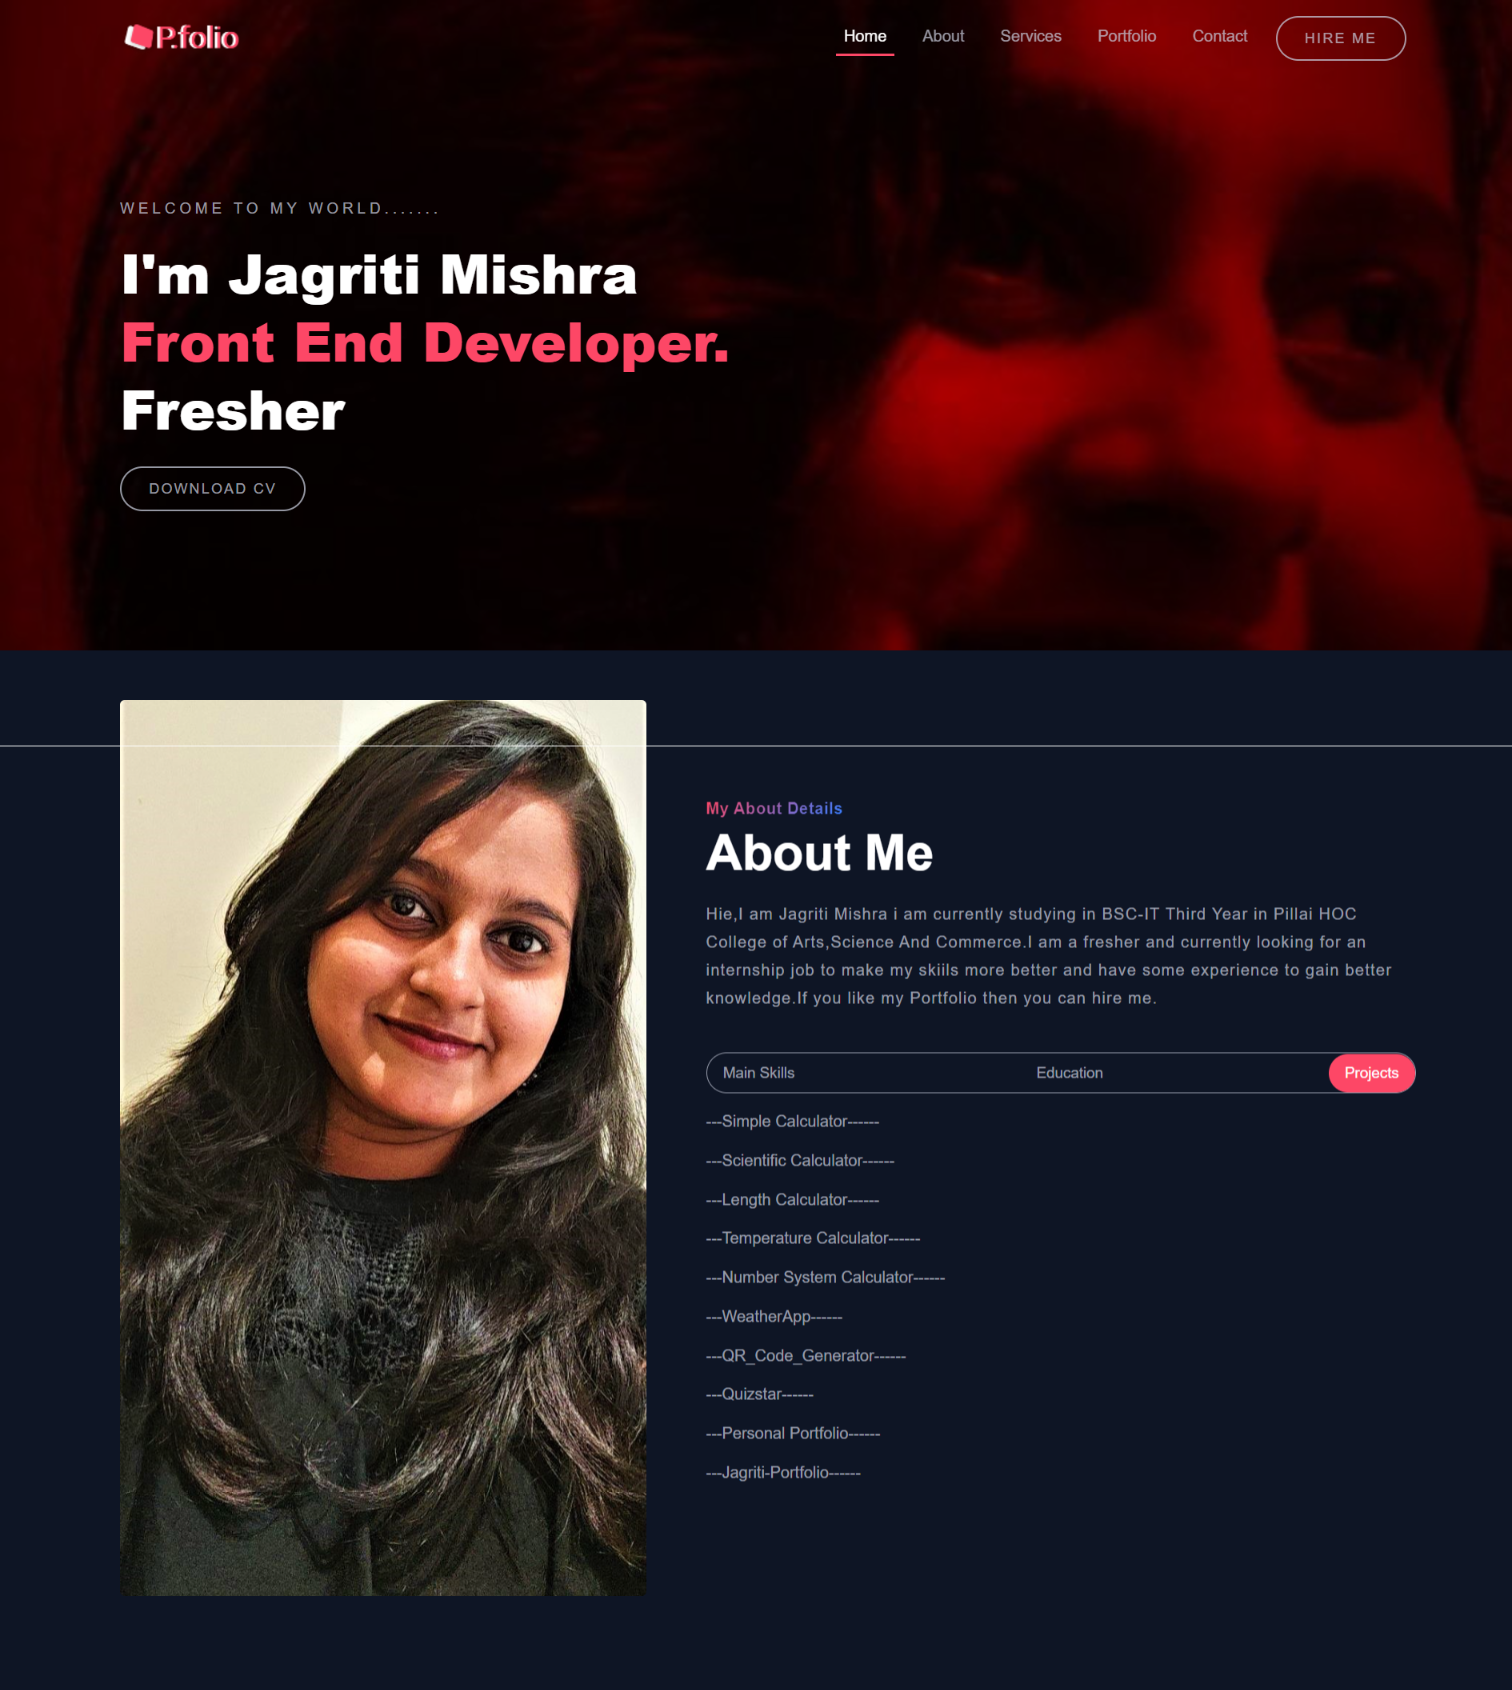 P.folio
Home About Services Portfolio Contact HIRE ME
WELCOME TO MY WORLD.......
I'm Jagriti Mishra
Front End Developer.
Fresher
DOWNLOAD CV
My About Details
About Me
Hie,I am Jagriti Mishra i am currently studying in BSC-IT Third Year in Pillai HOC
College of Arts,Science And Commerce.I am a fresher and currently looking for an
internship job to make my skiils more better and have some experience to gain better
knowledge.If you like my Portfolio then you can hire me.
Main Skills Education Projects
---Simple Calculator------
---Scientific Calculator------
---Length Calculator------
---Temperature Calculator------
---Number System Calculator------
---WeatherApp------
---QR_Code_Generator------
---Quizstar------
---Personal Portfolio------
---Jagriti-Portfolio------